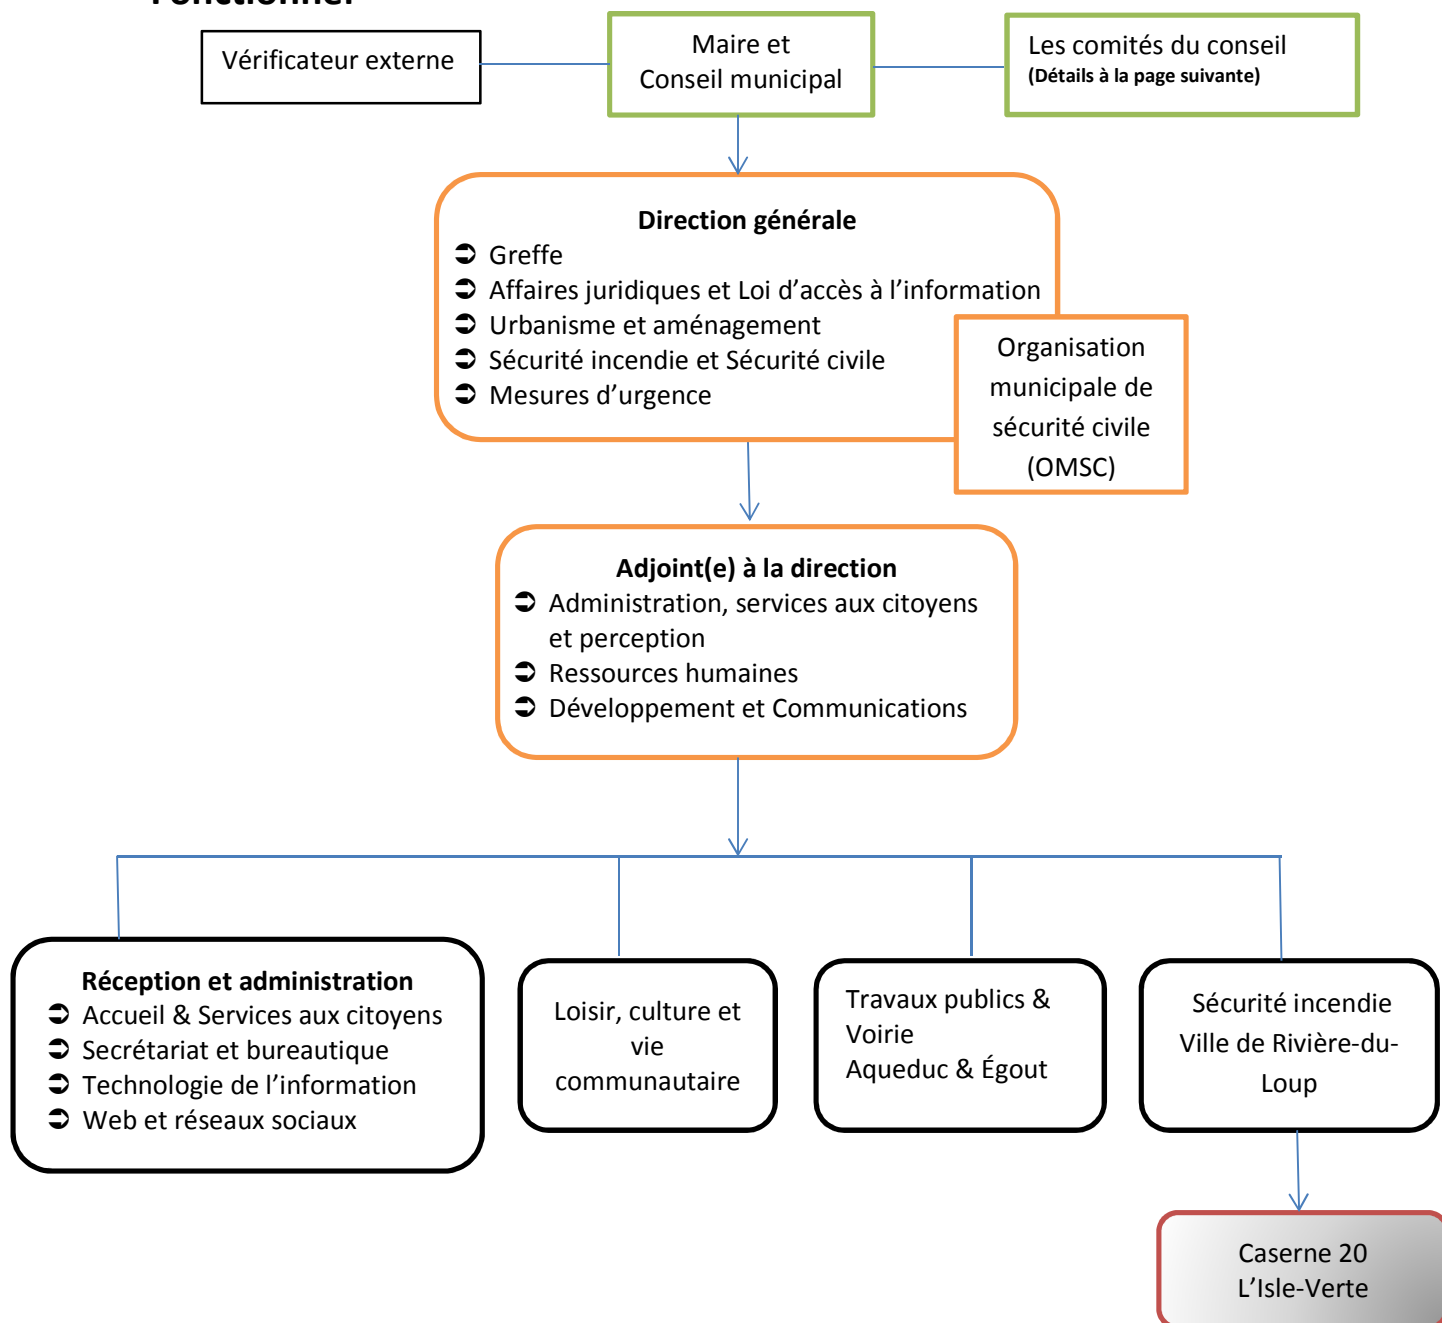 Fonctionnel
Vérificateur externe
Maire et
Conseil municipal
Les comités du conseil
(Détails à la page suivante)
Direction générale
➲ Greffe
➲ Affaires juridiques et Loi d’accès à l’information
➲ Urbanisme et aménagement
➲ Sécurité incendie et Sécurité civile
➲ Mesures d’urgence
Organisation
municipale de
sécurité civile
(OMSC)
Adjoint(e) à la direction
➲ Administration, services aux citoyens
et perception
➲ Ressources humaines
➲ Développement et Communications
Réception et administration
➲ Accueil & Services aux citoyens
➲ Secrétariat et bureautique
➲ Technologie de l’information
➲ Web et réseaux sociaux
Loisir, culture et
vie
communautaire
Travaux publics &
Voirie
Aqueduc & Égout
Sécurité incendie
Ville de Rivière-du-
Loup
Caserne 20
L’Isle-Verte